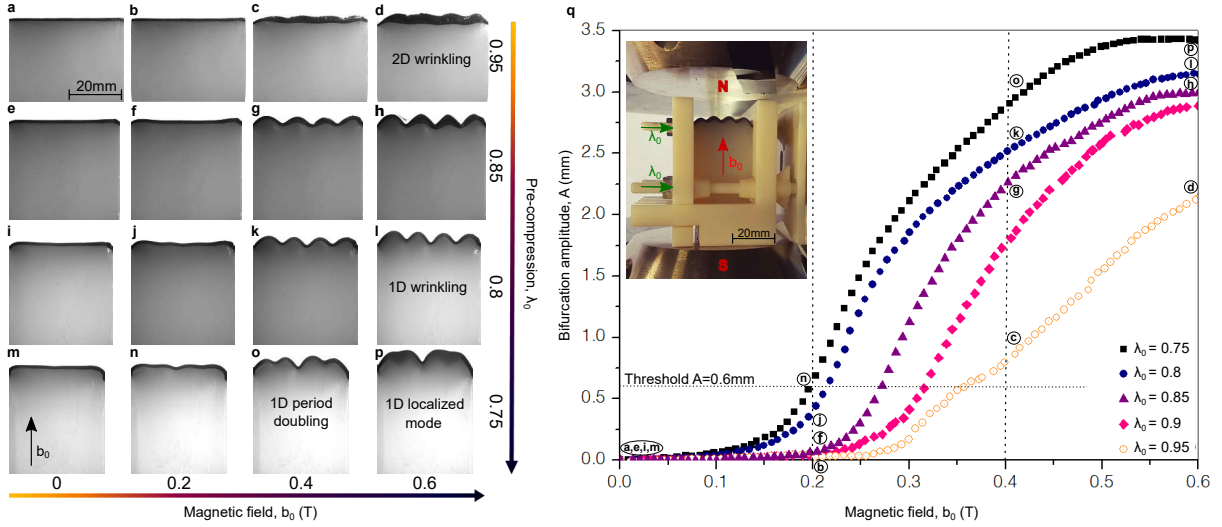 a
b
c
d
20mm
2D wrinkling
0.95
e
f
g
h
0.85
i
j
k
l
1D wrinkling
0.8
m
n
o
p
b₀
1D period
doubling
1D localized
mode
0.75
Pre-compression, λ₀
0
0.2
0.4
0.6
Magnetic field, b₀ (T)
q
Bifurcation amplitude, A (mm)
3.5
3.0
2.5
2.0
1.5
1.0
0.5
0.0
N
λ₀
λ₀
b₀
20mm
S
Threshold A=0.6mm
a,e,i,m
n
j
f
b
o
k
g
c
p
l
h
d
λ₀ = 0.75
λ₀ = 0.8
λ₀ = 0.85
λ₀ = 0.9
λ₀ = 0.95
0.0
0.1
0.2
0.3
0.4
0.5
0.6
Magnetic field, b₀ (T)